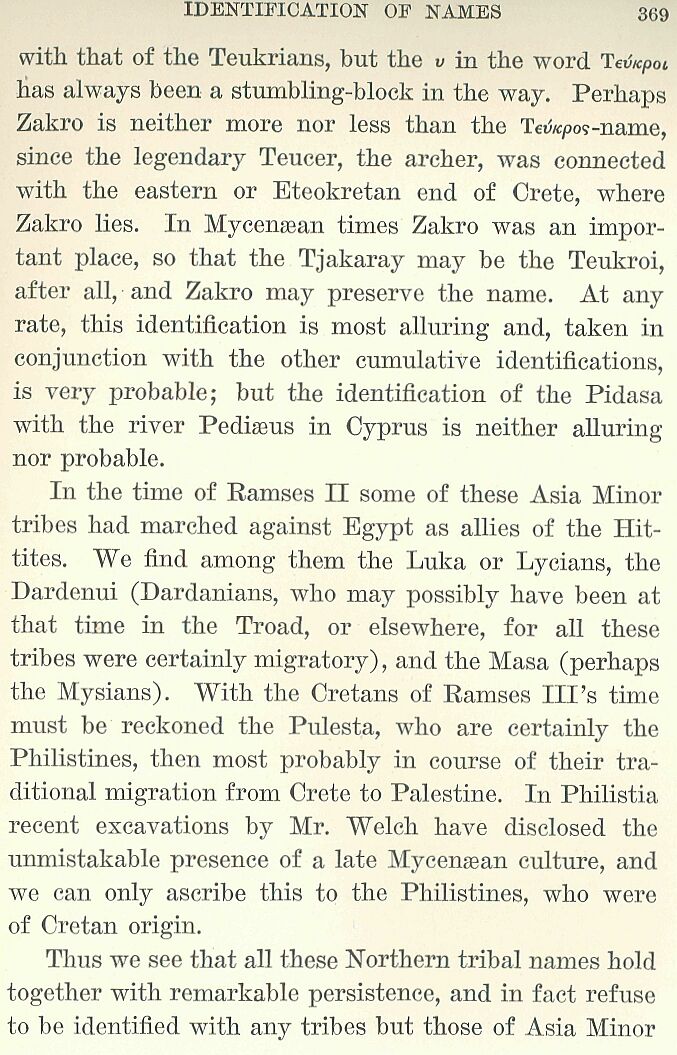 IDENTIFICATION OF NAMES 369
with that of the Teukrians, but the υ in the word Τεύκροι
has always been a stumbling-block in the way. Perhaps
Zakro is neither more nor less than the Τεύκρος-name,
since the legendary Teucer, the archer, was connected
with the eastern or Eteokretan end of Crete, where
Zakro lies. In Mycenæan times Zakro was an impor-
tant place, so that the Tjakaray may be the Teukroi,
after all, and Zakro may preserve the name. At any
rate, this identification is most alluring and, taken in
conjunction with the other cumulative identifications,
is very probable; but the identification of the Pidasa
with the river Pediæus in Cyprus is neither alluring
nor probable.
In the time of Ramses II some of these Asia Minor
tribes had marched against Egypt as allies of the Hit-
tites. We find among them the Luka or Lycians, the
Dardenui (Dardanians, who may possibly have been at
that time in the Troad, or elsewhere, for all these
tribes were certainly migratory), and the Masa (perhaps
the Mysians). With the Cretans of Ramses III's time
must be reckoned the Pulesta, who are certainly the
Philistines, then most probably in course of their tra-
ditional migration from Crete to Palestine. In Philistia
recent excavations by Mr. Welch have disclosed the
unmistakable presence of a late Mycenæan culture, and
we can only ascribe this to the Philistines, who were
of Cretan origin.
Thus we see that all these Northern tribal names hold
together with remarkable persistence, and in fact refuse
to be identified with any tribes but those of Asia Minor